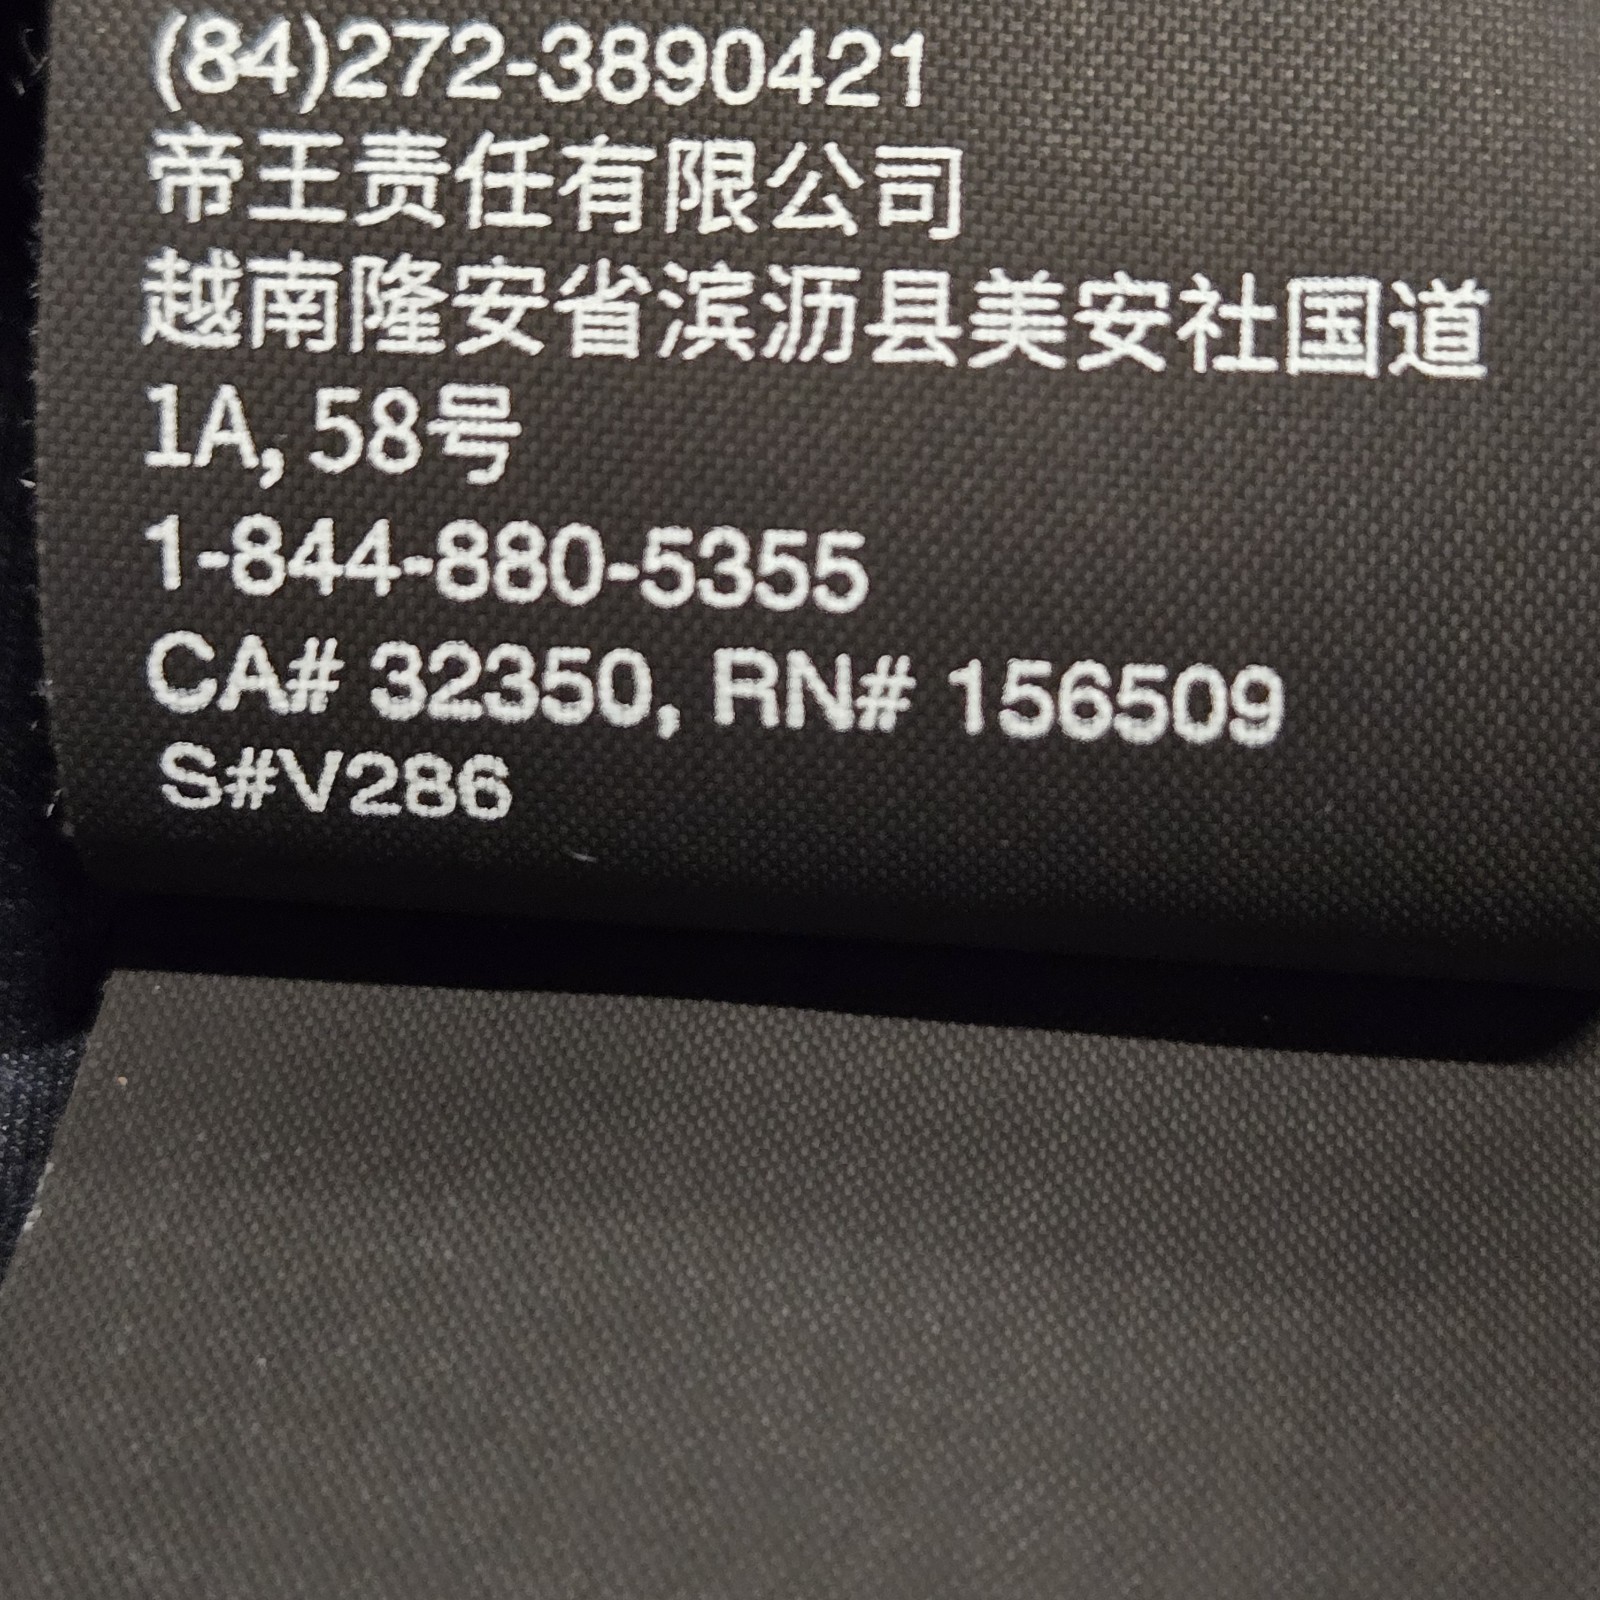 (84)272-3890421
帝王责任有限公司
越南隆安省滨沥县美安社国道
1A,58号
1-844-880-5355
CA# 32350, RN# 156509
S#V286